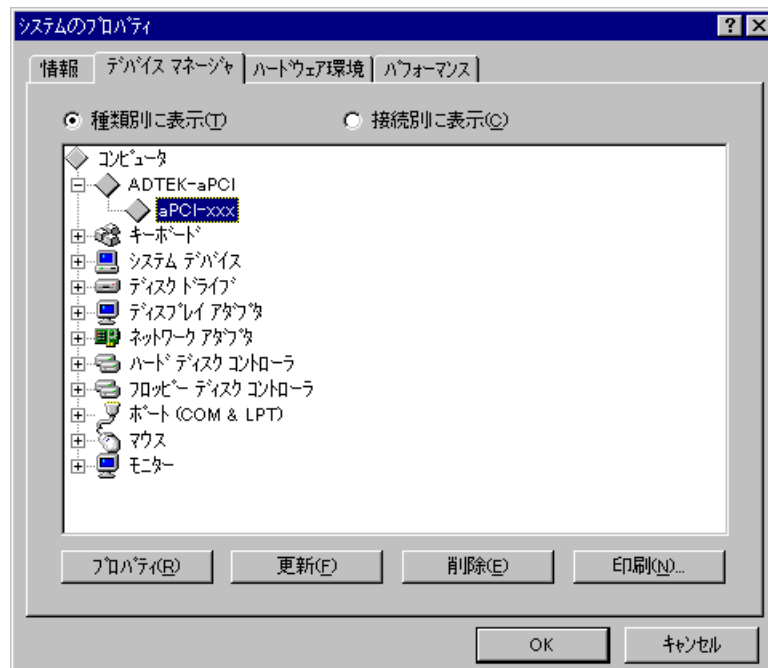 システムのプロパティ
情報 デバイス マネージャ ハードウェア環境 パフォーマンス
種類別に表示(T) 接続別に表示(C)
コンピュータ
ADTEK-aPCI
aPCI-xxx
キーボード
システム デバイス
ディスク ドライブ
ディスプレイ アダプタ
ネットワーク アダプタ
ハード ディスク コントローラ
フロッピー ディスク コントローラ
ポート (COM & LPT)
マウス
モニター
プロパティ(R) 更新(F) 削除(E) 印刷(N)...
OK キャンセル